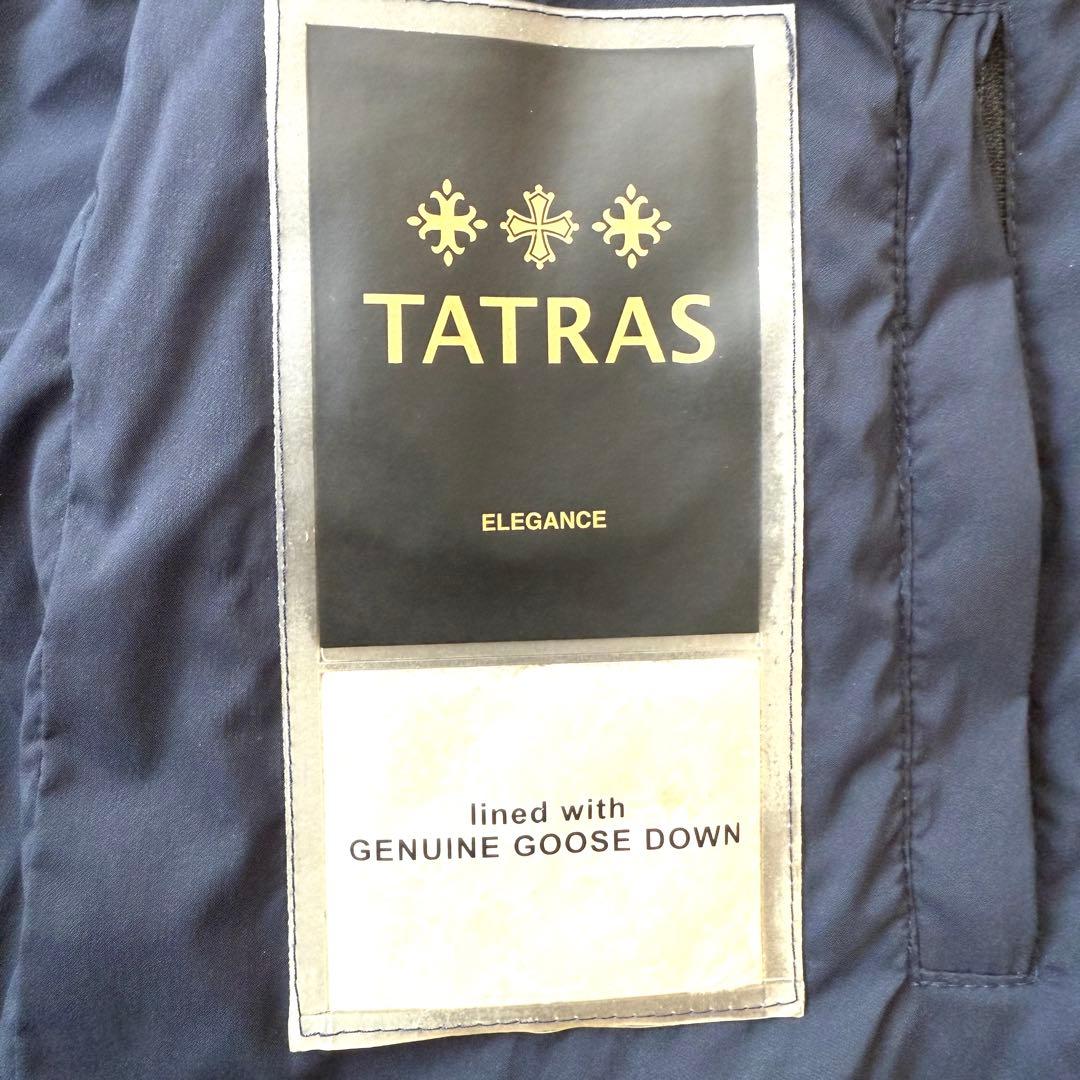 TATRAS
ELEGANCE
lined with
GENUINE GOOSE DOWN